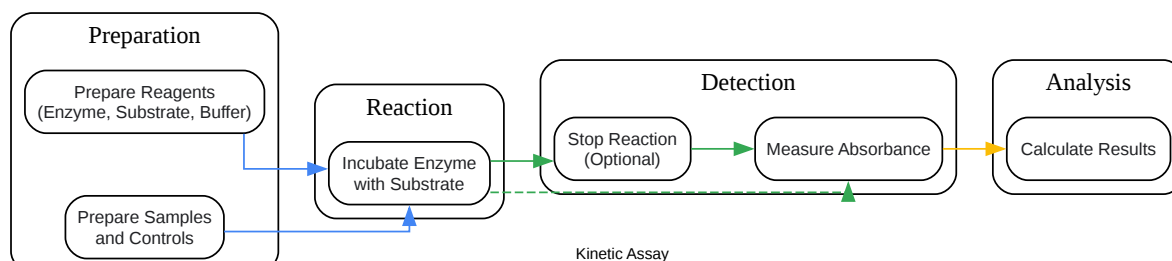 Preparation
Prepare Reagents
(Enzyme, Substrate, Buffer)
Prepare Samples
and Controls
Reaction
Incubate Enzyme
with Substrate
Detection
Stop Reaction
(Optional)
Measure Absorbance
Kinetic Assay
Analysis
Calculate Results